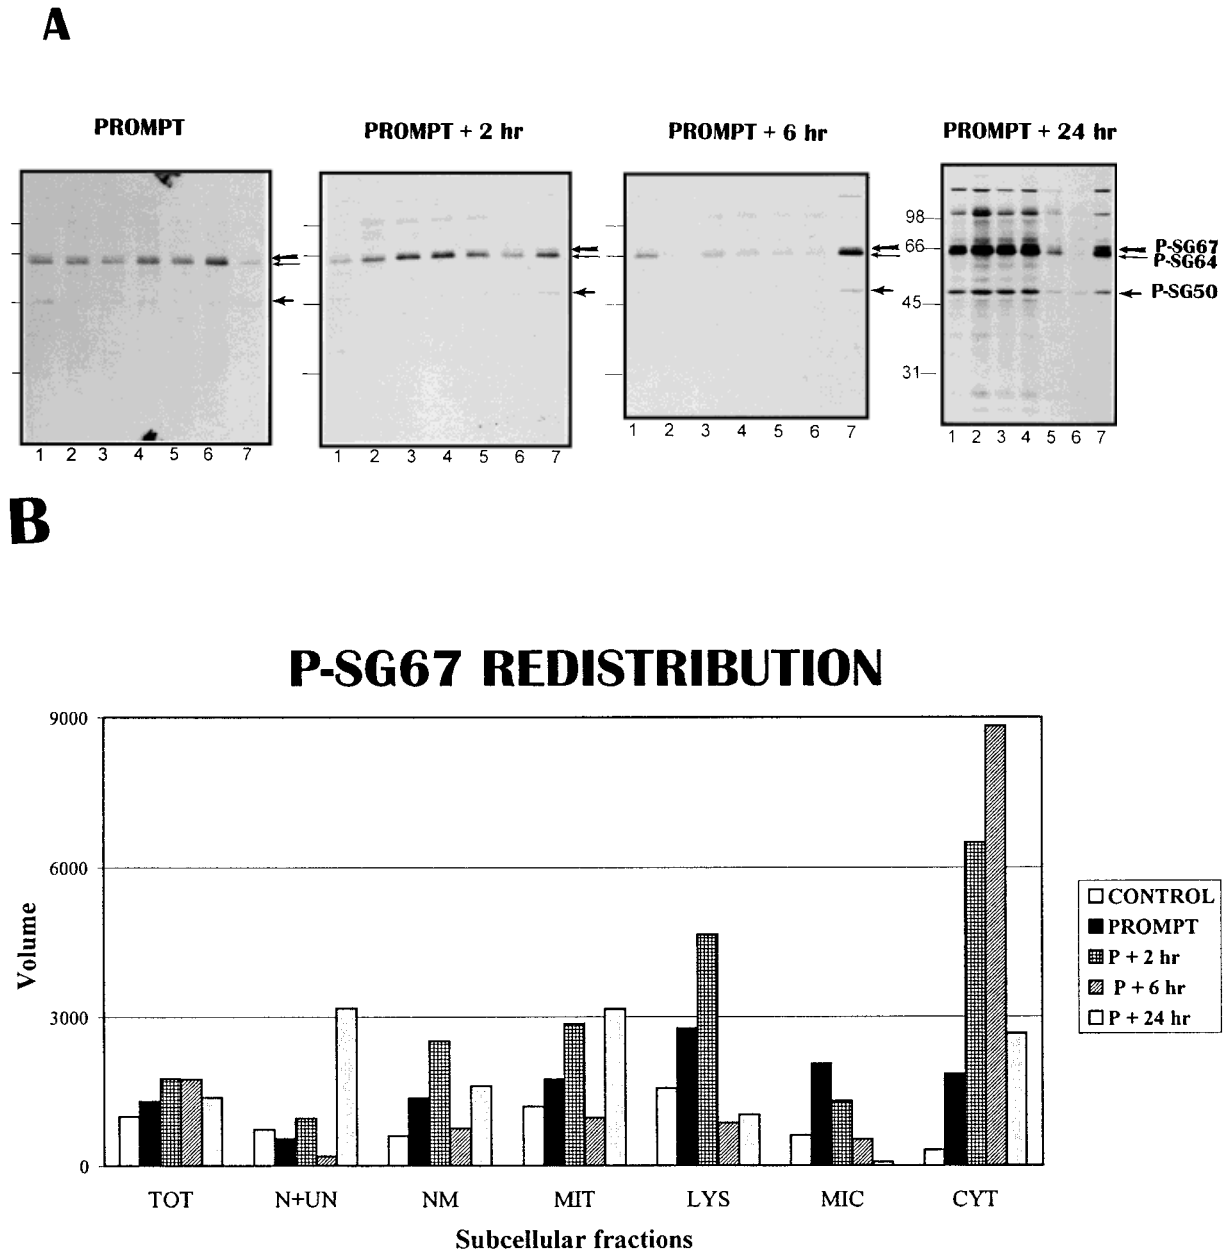 A
PROMPT
PROMPT + 2 hr
PROMPT + 6 hr
PROMPT + 24 hr
98
66
45
31
P-SG67
P-SG64
P-SG50
1 2 3 4 5 6 7
1 2 3 4 5 6 7
1 2 3 4 5 6 7
1 2 3 4 5 6 7
B
P-SG67 REDISTRIBUTION
9000
6000
3000
0
Volume
TOT N+UN NM MIT LYS MIC CYT
Subcellular fractions
CONTROL
PROMPT
P + 2 hr
P + 6 hr
P + 24 hr